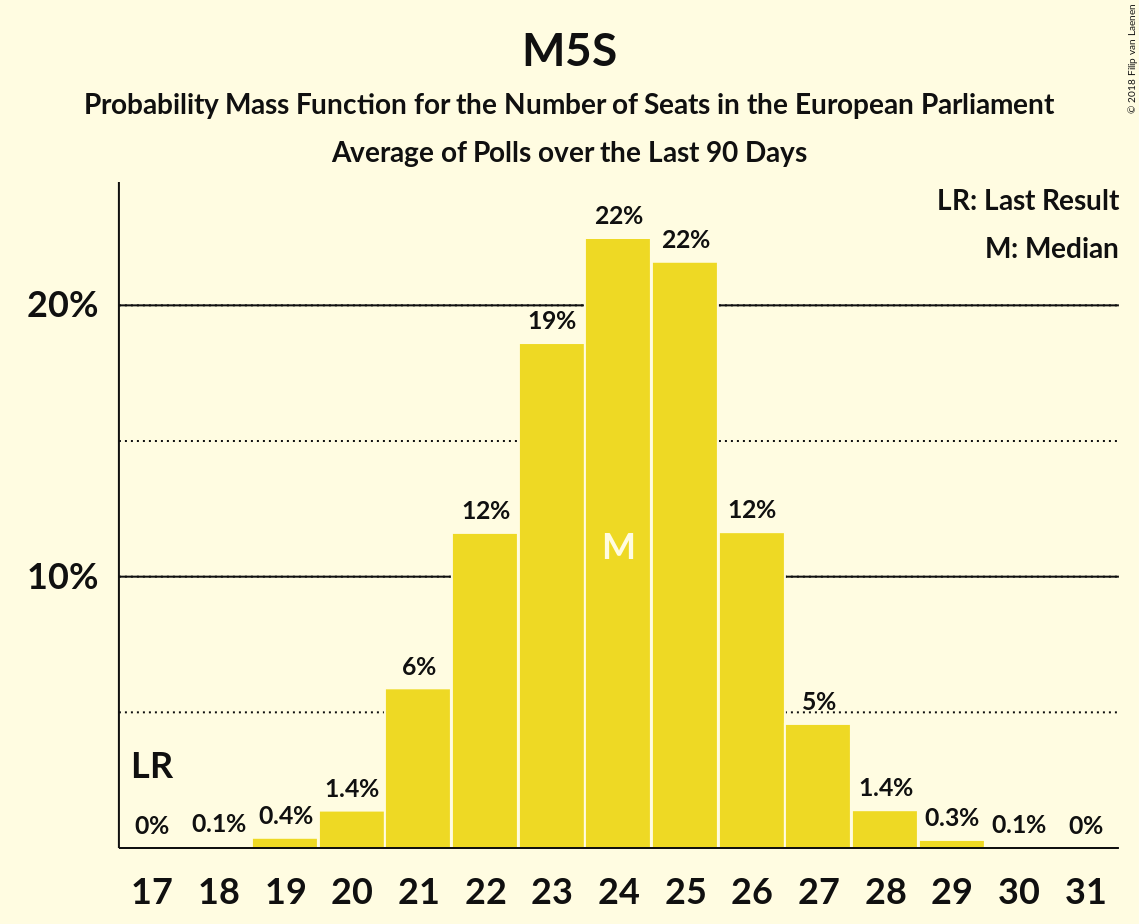 M5S
Probability Mass Function for the Number of Seats in the European Parliament
Average of Polls over the Last 90 Days
© 2018 Filip van Laenen
LR: Last Result
M: Median
20%
10%
LR
0%
0.1%
0.4%
1.4%
6%
12%
19%
22%
22%
12%
5%
1.4%
0.3%
0.1%
0%
M
17 18 19 20 21 22 23 24 25 26 27 28 29 30 31